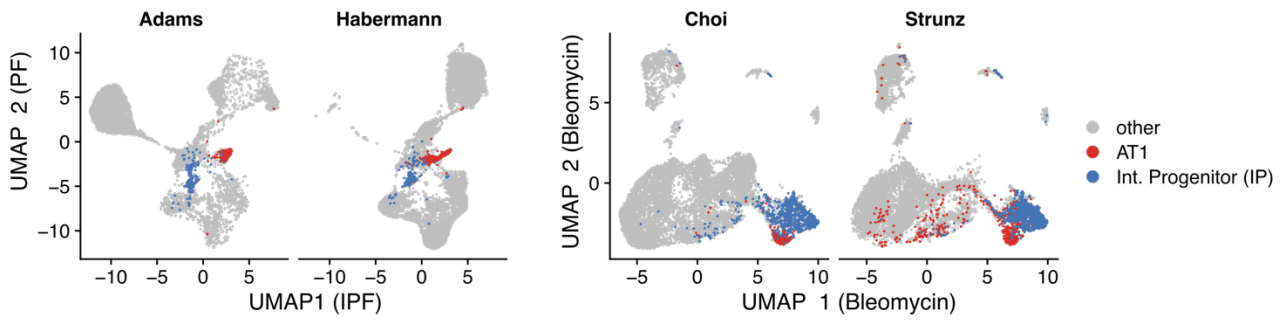 Adams
Habermann
Choi
Strunz
UMAP 2 (PF)
10
5
0
−5
−10
−10
−5
0
5
−10
−5
0
5
UMAP1 (IPF)
UMAP 2 (Bleomycin)
5
0
−5
0
5
10
−5
0
5
10
UMAP 1 (Bleomycin)
other
AT1
Int. Progenitor (IP)